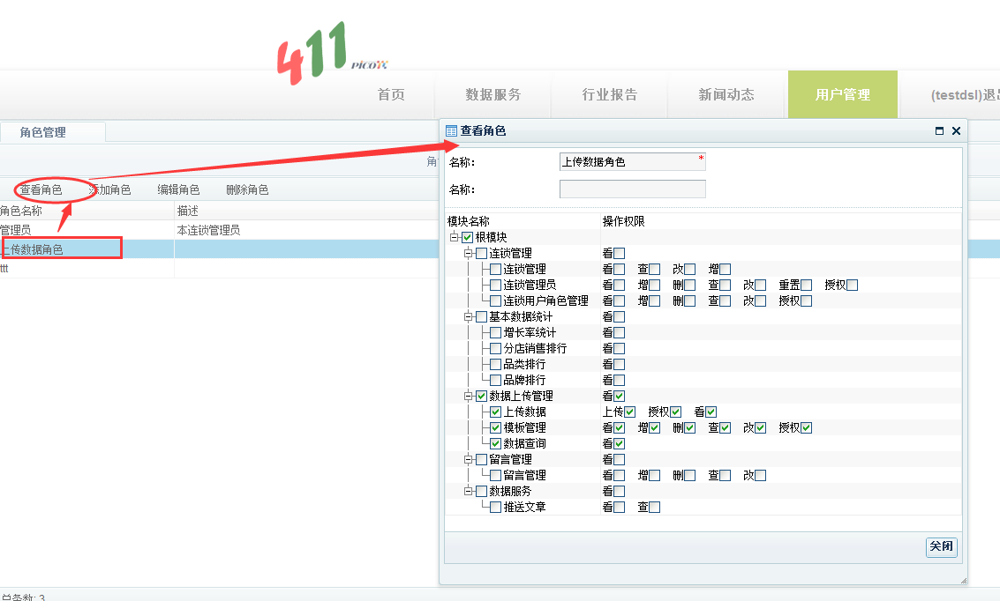 411 PICOTX
首页 数据服务 行业报告 新闻动态 用户管理 (testdsl)退出
角色管理
查看角色
名称： 上传数据角色 *
名称：
角
查看角色 添加角色 编辑角色 删除角色
角色名称 描述
管理员 本连锁管理员
上传数据角色
ttt
模块名称 操作权限
根模块
连锁管理 看
连锁管理 看 查 改 增
连锁管理员 看 增 删 查 改 重置 授权
连锁用户角色管理 看 增 删 查 改 授权
基本数据统计 看
增长率统计 看
分店销售排行 看
品类排行 看
品牌排行 看
数据上传管理 看
上传数据 上传 授权 看
模板管理 看 增 删 查 改 授权
数据查询 看
留言管理 看
留言管理 看 增 删 查 改
数据服务 看
推送文章 看 查
关闭
总条数: 3